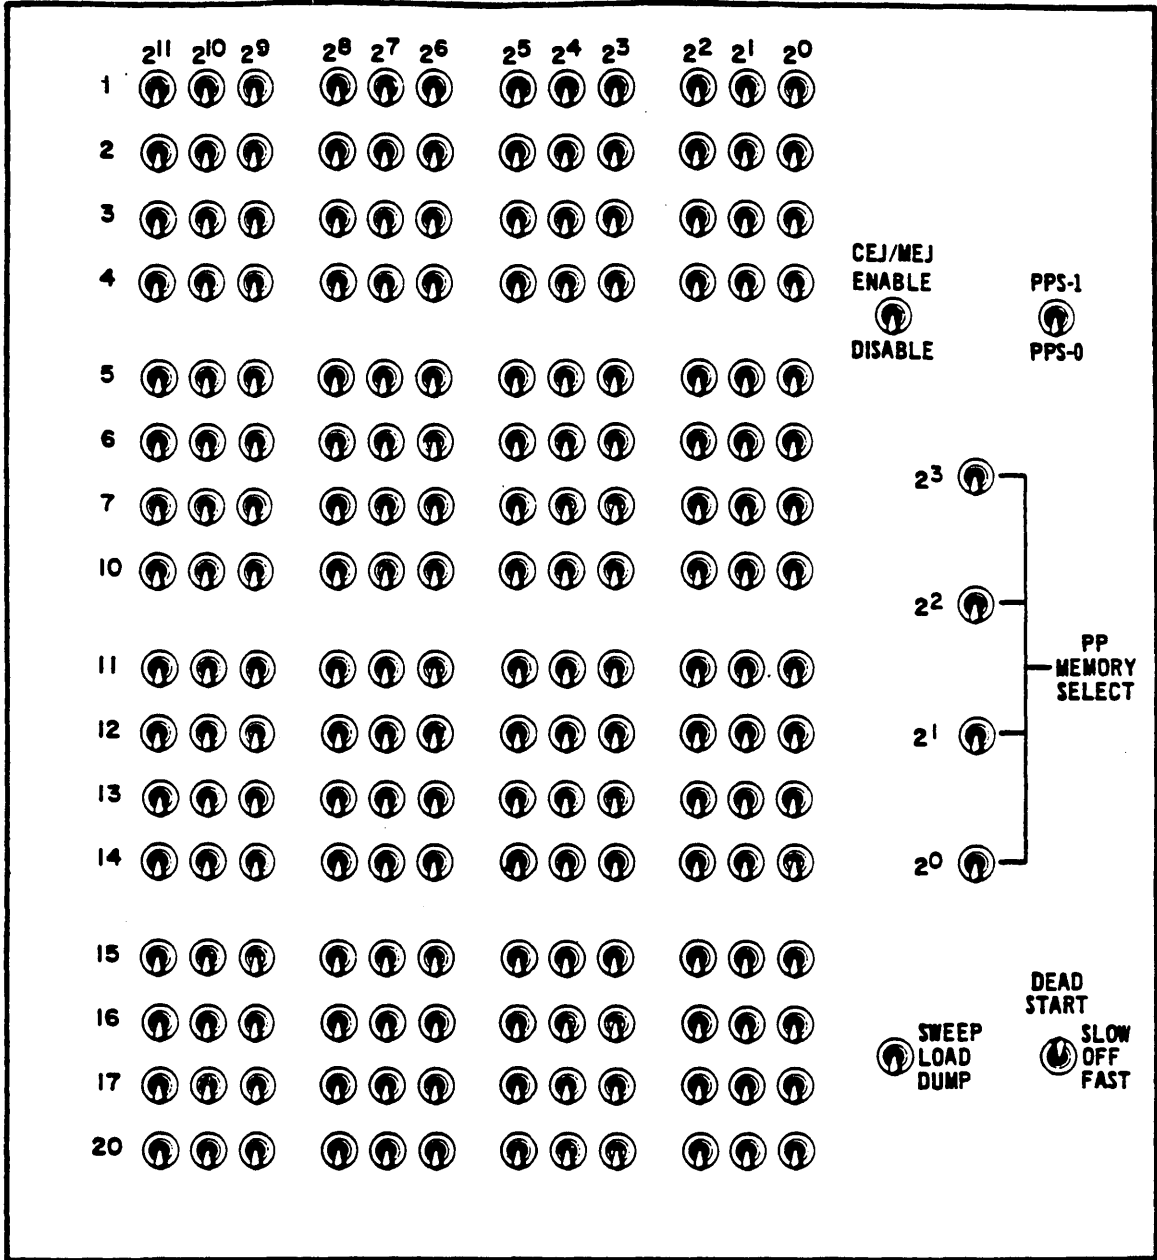 2¹¹ 2¹⁰ 2⁹ 2⁸ 2⁷ 2⁶ 2⁵ 2⁴ 2³ 2² 2¹ 2⁰
1
2
3
4
5
6
7
10
11
12
13
14
15
16
17
20
CEJ/MEJ
ENABLE
DISABLE
PPS-1
PPS-0
2³
2²
2¹
2⁰
PP
MEMORY
SELECT
SWEEP
LOAD
DUMP
DEAD
START
SLOW
OFF
FAST